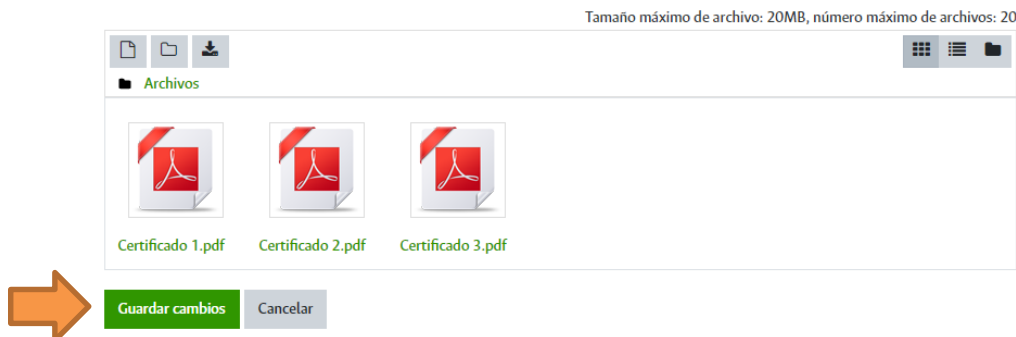 Tamaño máximo de archivo: 20MB, número máximo de archivos: 20
Archivos
Certificado 1.pdf Certificado 2.pdf Certificado 3.pdf
Guardar cambios Cancelar